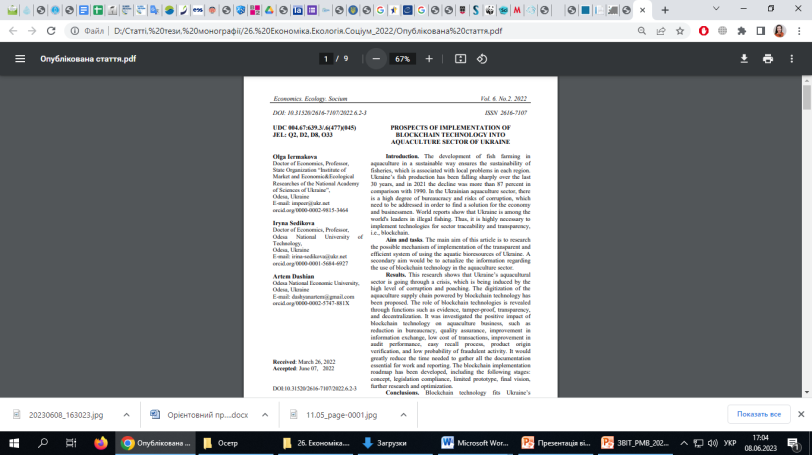 Файл
D:/Статті,%20тези,%20монографії/26.%20Економіка.Екологія.Соціум_2022/Опублікована%20стаття.pdf
Опублікована стаття.pdf
1 / 9
67%
Economics. Ecology. Socium
Vol. 6. No.2. 2022
DOI: 10.31520/2616-7107/2022.6.2-3
ISSN 2616-7107
UDC 004.67:639.3/.6(477)(045)
JEL: Q2, D2, D8, O33
Olga Iermakova
Doctor of Economics, Professor,
State Organization "Institute of
Market and Economic&Ecological
Researches of the National Academy
of Sciences of Ukraine",
Odesa, Ukraine
E-mail: impeer@ukr.net
orcid.org/0000-0002-9815-3464
Iryna Sedikova
Doctor of Economics, Professor,
Odesa National University of
Technology,
Odesa, Ukraine
E-mail: irina-sedikova@ukr.net
orcid.org/0000-0001-5684-6927
Artem Dashian
Odesa National Economic University,
Odesa, Ukraine
E-mail: dashyanartem@gmail.com
orcid.org/0000-0002-5747-881X
Received: March 26, 2022
Accepted: June 07, 2022
DOI:10.31520/2616-7107/2022.6.2-3
PROSPECTS OF IMPLEMENTATION OF
BLOCKCHAIN TECHNOLOGY INTO
AQUACULTURE SECTOR OF UKRAINE
Introduction. The development of fish farming in
aquaculture in a sustainable way ensures the sustainability of
fisheries, which is associated with local problems in each region.
Ukraine's fish production has been falling sharply over the last
30 years, and in 2021 the decline was more than 87 percent in
comparison with 1990. In the Ukrainian aquaculture sector, there
is a high degree of bureaucracy and risks of corruption, which
need to be addressed in order to find a solution for the economy
and businessmen. World reports show that Ukraine is among the
world's leaders in illegal fishing. Thus, it is highly necessary to
implement technologies for sector traceability and transparency,
i.e., blockchain.
Aim and tasks. The main aim of this article is to research
the possible mechanism of implementation of the transparent and
efficient system of using the aquatic bioresources of Ukraine. A
secondary aim would be to actualize the information regarding
the use of blockchain technology in the aquaculture sector.
Results. This research shows that Ukraine's aquacultural
sector is going through a crisis, which is being induced by the
high level of corruption and poaching. The digitization of the
aquaculture supply chain powered by blockchain technology has
been proposed. The role of blockchain technologies is revealed
through functions such as evidence, tamper-proof, transparency,
and decentralization. It was investigated the positive impact of
blockchain technology on aquaculture business, such as
reduction in bureaucracy, quality assurance, improvement in
information exchange, low cost of transactions, improvement in
audit performance, easy recall process, product origin
verification, and low probability of fraudulent activity. It would
greatly reduce the time needed to gather all the documentation
essential for work and reporting. The blockchain implementation
roadmap has been developed, including the following stages:
concept, legislation compliance, limited prototype, final vision,
further research and optimization.
Conclusions. Blockchain technology fits Ukraine's
20230608_163023.jpg
Орієнтовний пр....docx
11.05_page-0001.jpg
Показать все
Опублікована ...
Осетр
26. Економіка....
Загрузки
Microsoft Wor...
Презентація ві...
ЗВІТ_РМВ_202...
УКР
17:04
08.06.2023